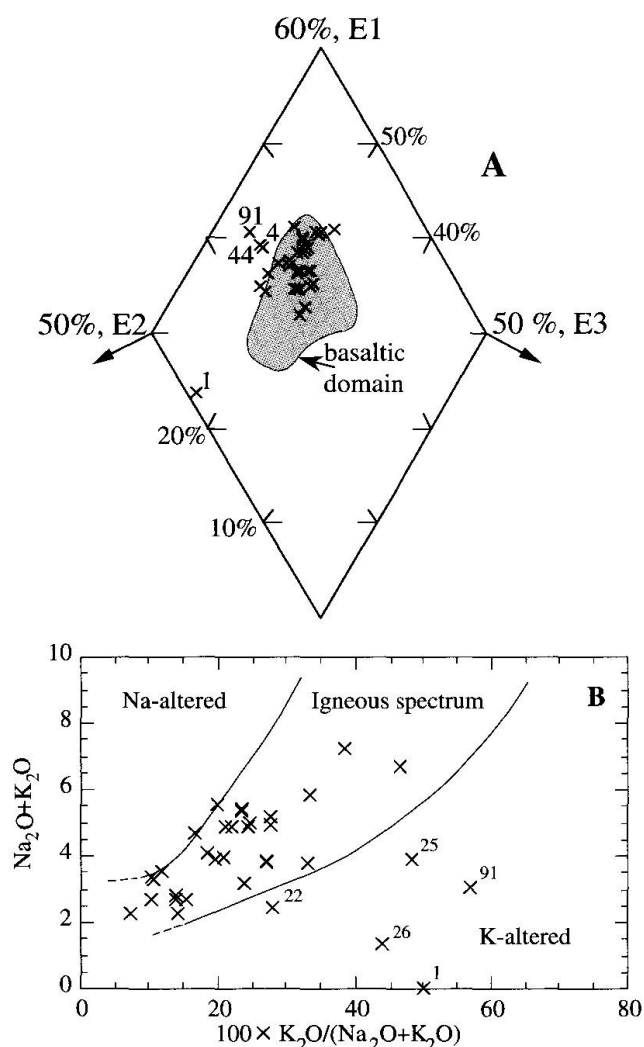 60%, E1
50%
A
91
4
40%
44
50%, E2
50 %, E3
basaltic
domain
1
20%
10%
10
Na-altered
Igneous spectrum
B
8
6
Na₂O+K₂O
4
25
91
22
2
26
K-altered
1
0
0 20 40 60 80
100 × K₂O/(Na₂O+K₂O)